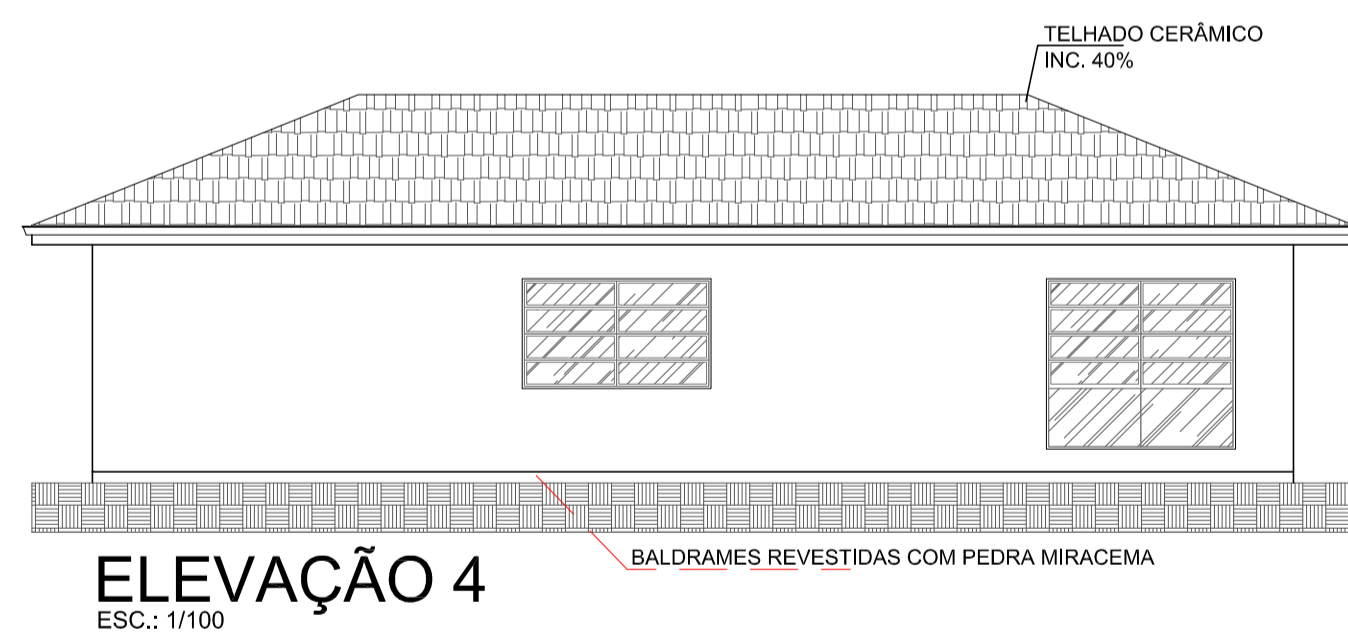 TELHADO CERÂMICO
INC. 40%
BALDRAMES REVESTIDAS COM PEDRA MIRACEMA
ELEVAÇÃO 4
ESC.: 1/100